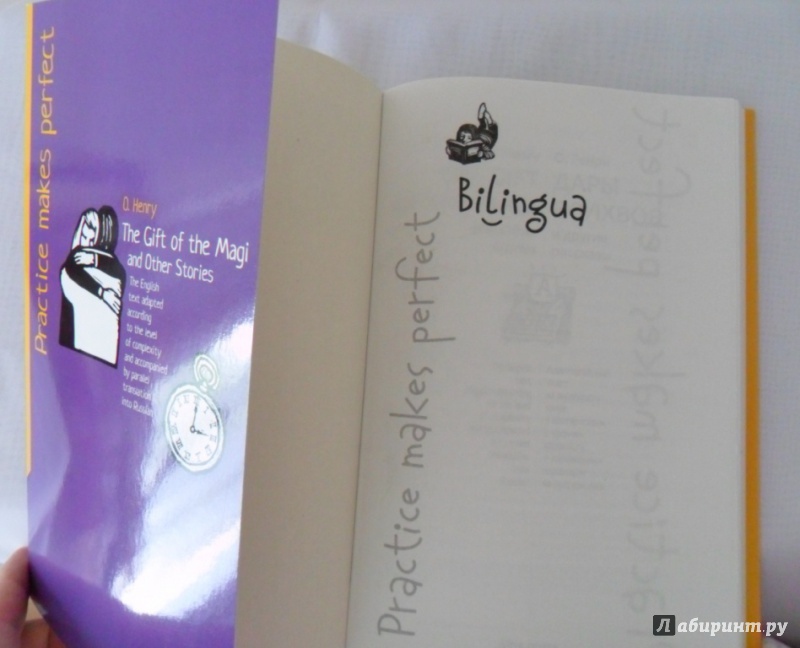 Practice makes perfect
O. Henry
The Gift of the Magi
and Other Stories
The English
text adapted
according
to the level
of complexity
and accompanied
by parallel
translation
into Russian
BiLingua
Practice makes perfect
Лабиринт.ру